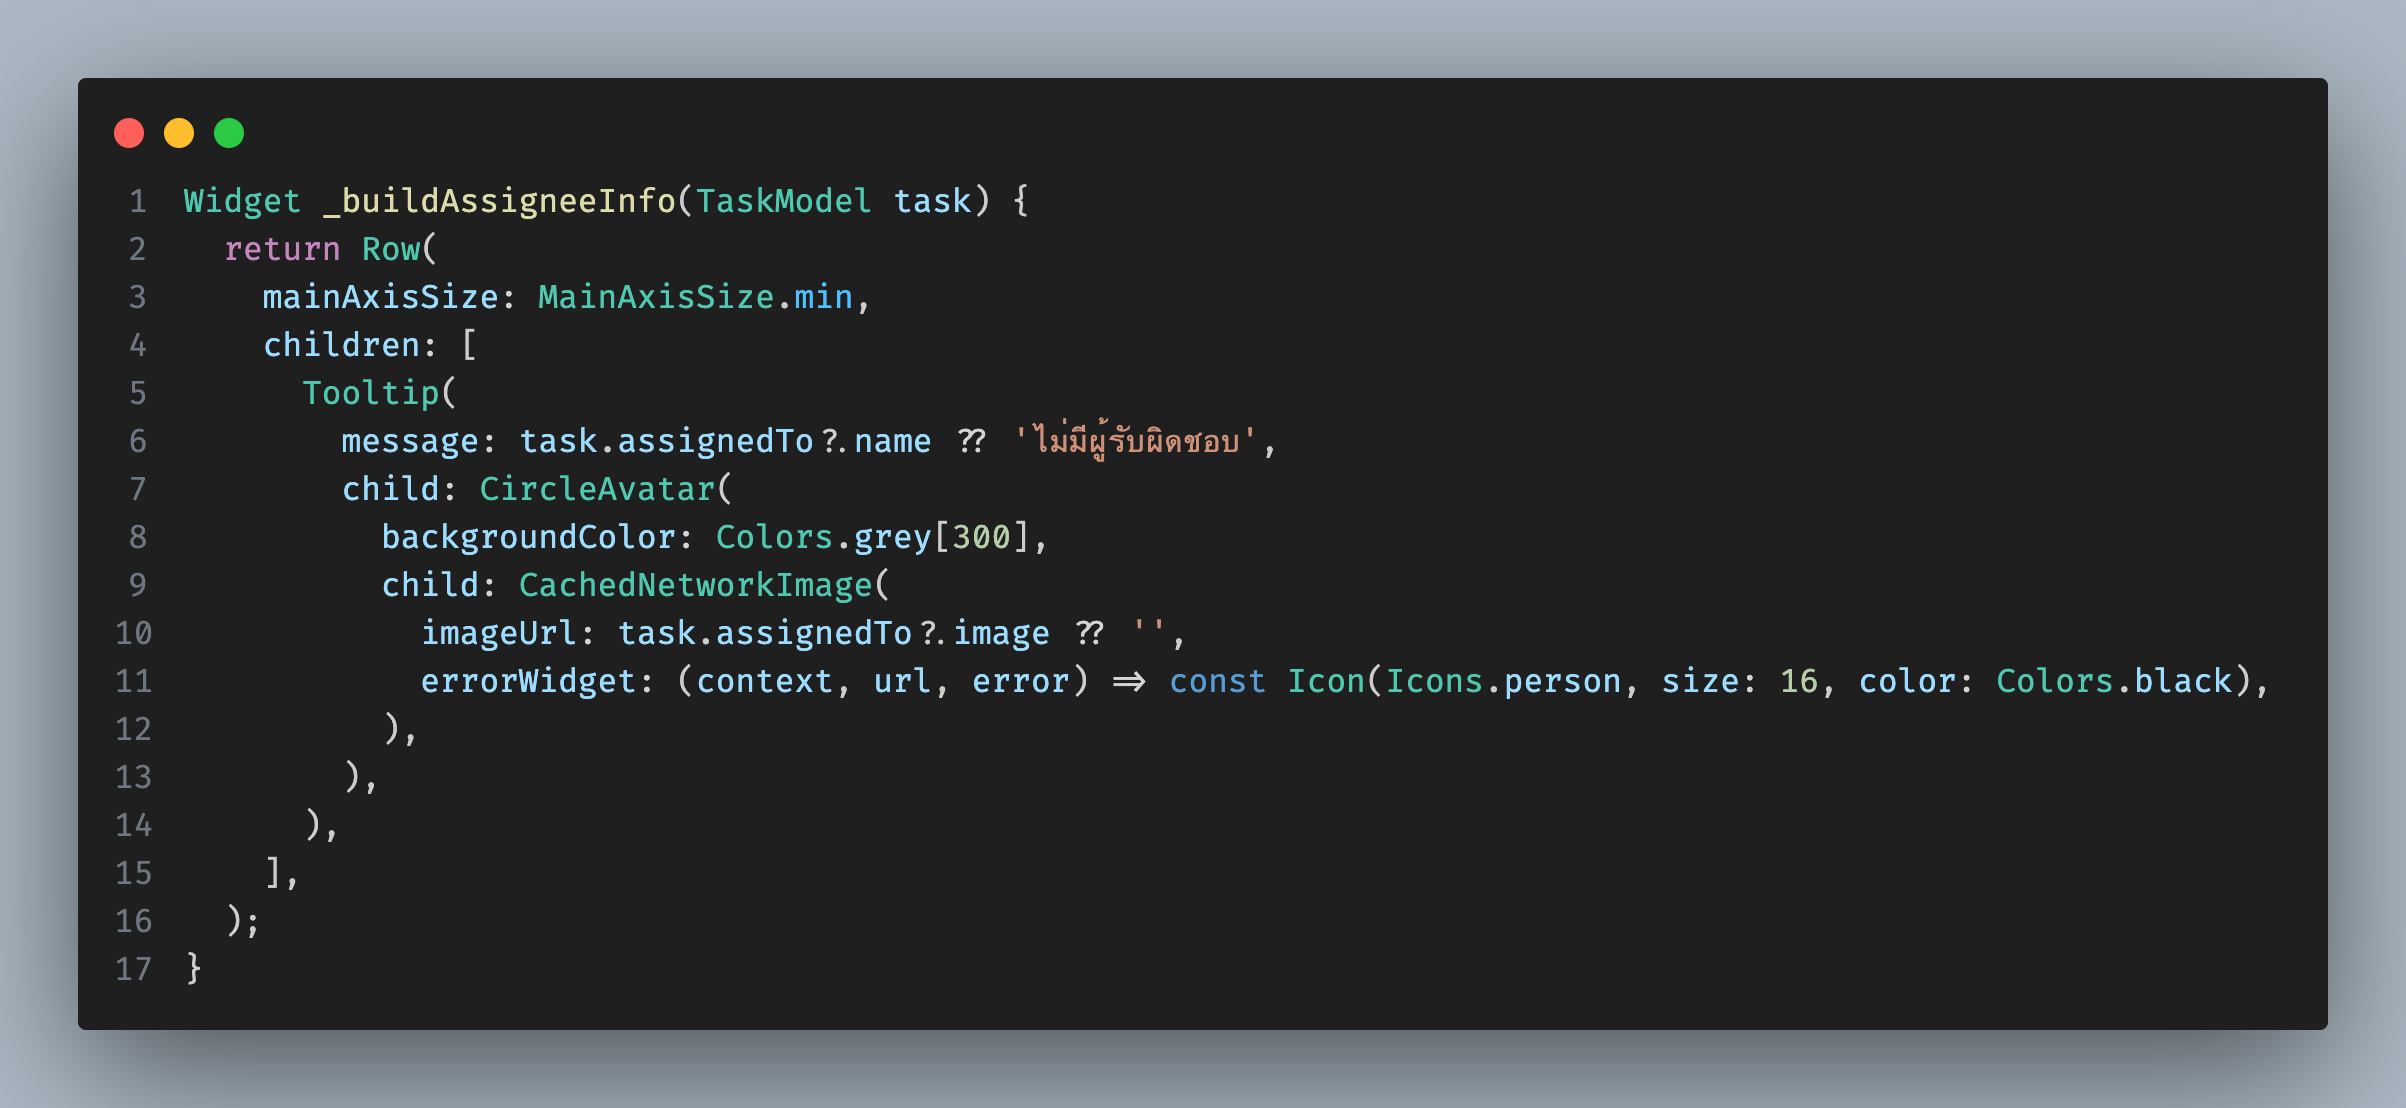 1 Widget _buildAssigneeInfo(TaskModel task) {
2   return Row(
3     mainAxisSize: MainAxisSize.min,
4     children: [
5       Tooltip(
6         message: task.assignedTo?.name ?? 'ไม่มีผู้รับผิดชอบ',
7         child: CircleAvatar(
8           backgroundColor: Colors.grey[300],
9           child: CachedNetworkImage(
10             imageUrl: task.assignedTo?.image ?? '',
11             errorWidget: (context, url, error) => const Icon(Icons.person, size: 16, color: Colors.black),
12           ),
13         ),
14       ),
15     ],
16   );
17 }